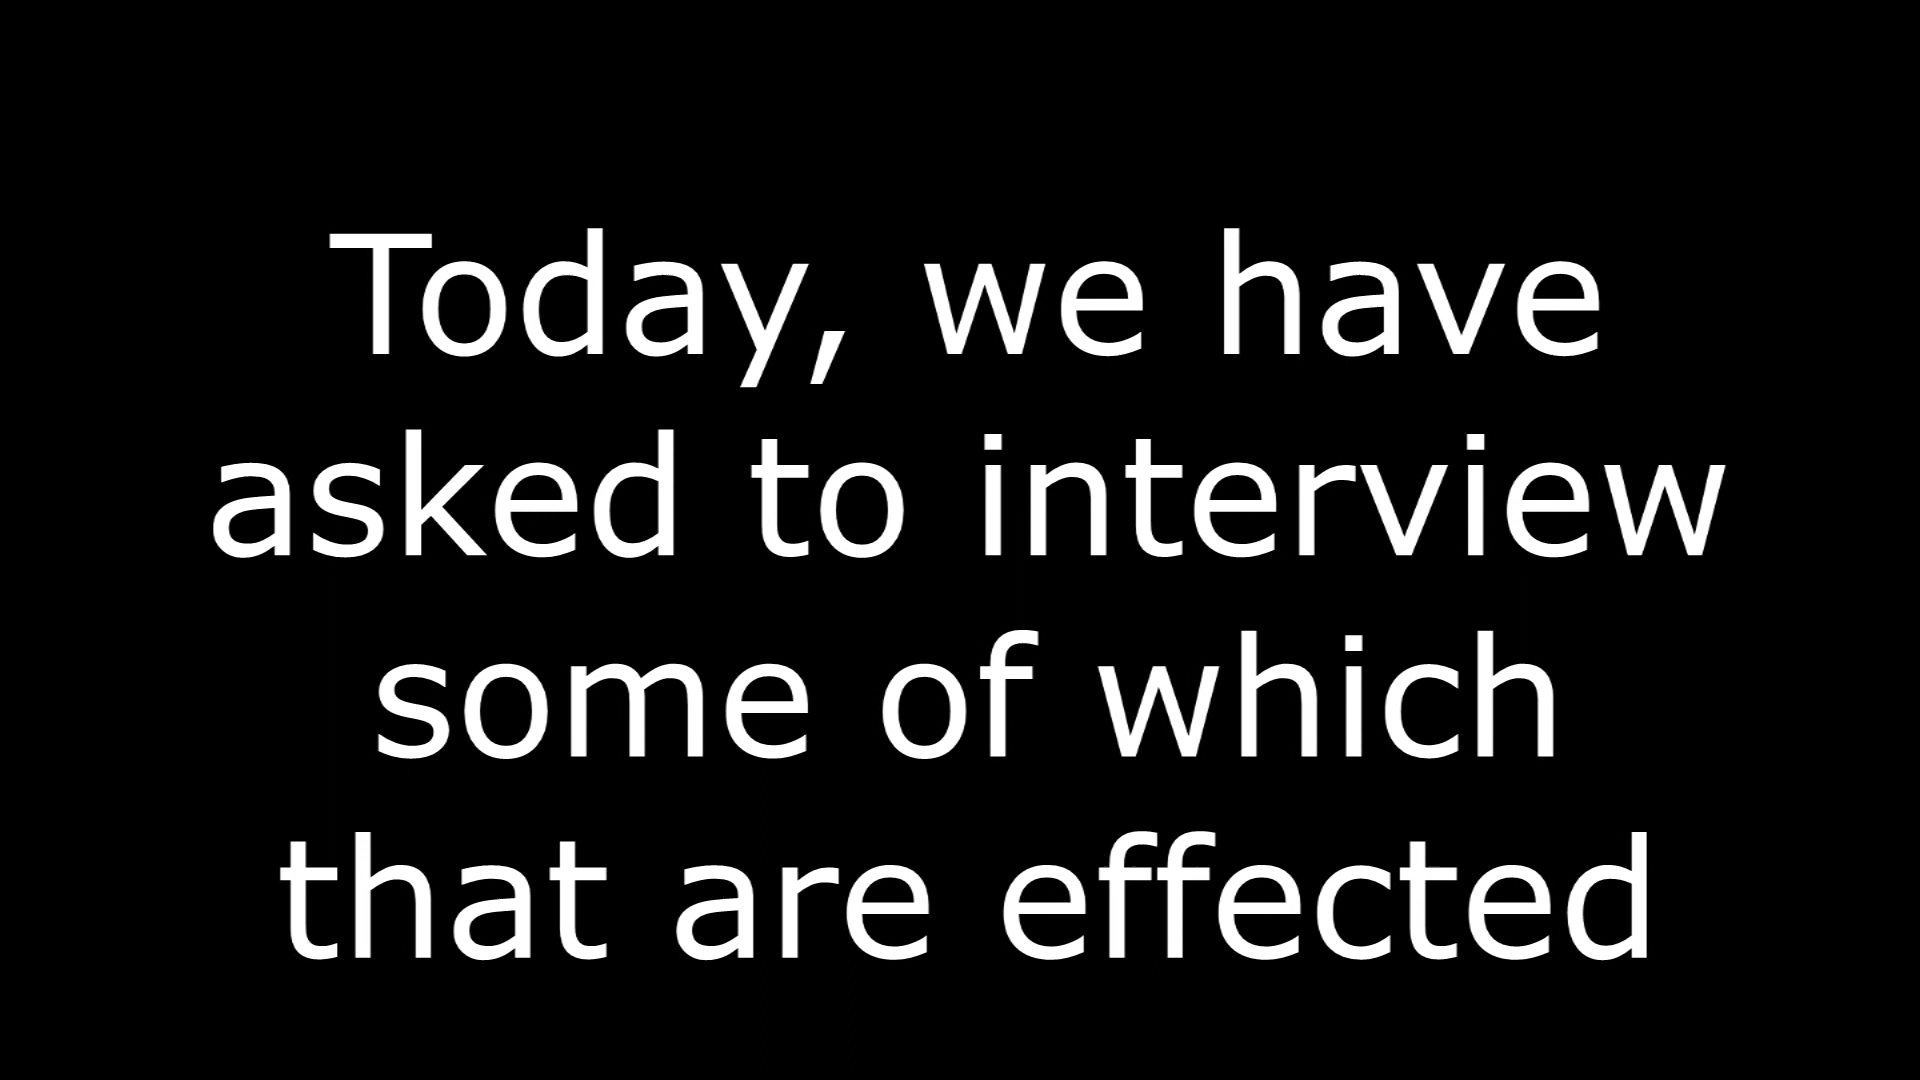 Today, we have
asked to interview
some of which
that are effected